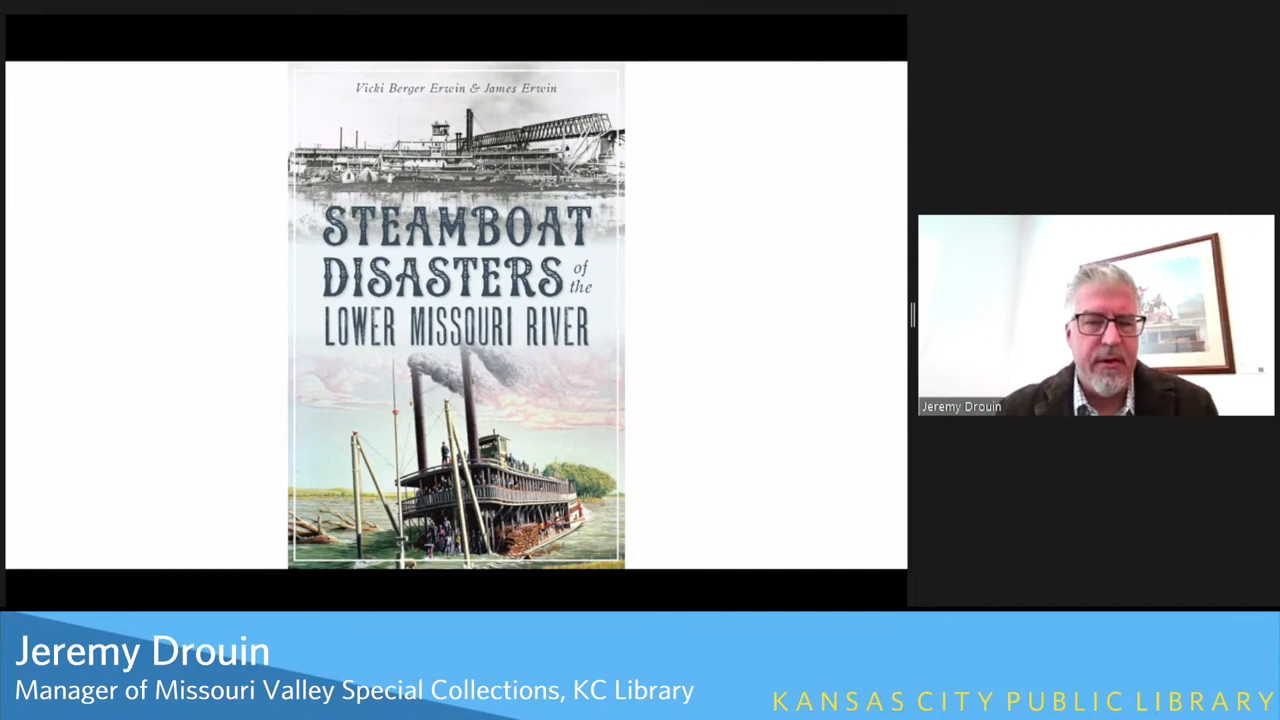 Vicki Berger Erwin & James Erwin
STEAMBOAT
DISASTERS of the
LOWER MISSOURI RIVER
Jeremy Drouin
Jeremy Drouin
Manager of Missouri Valley Special Collections, KC Library
KANSAS CITY PUBLIC LIBRARY